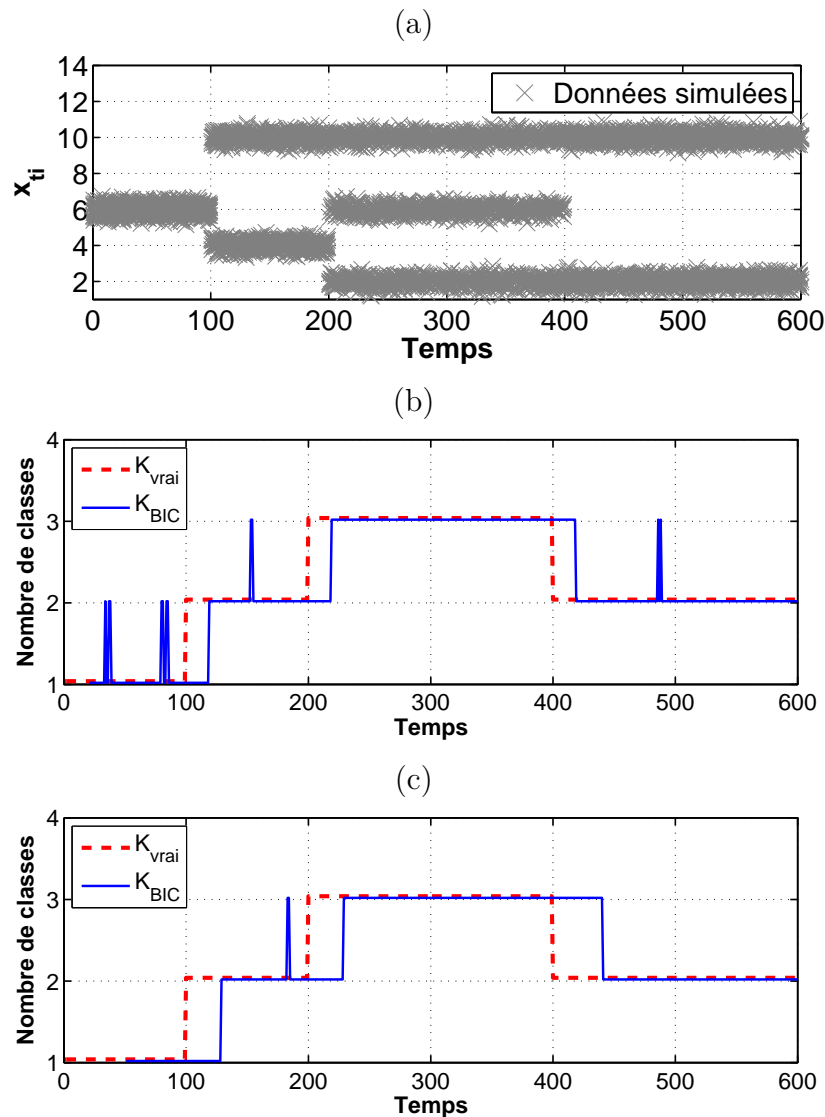 (a)
14
12
10
8
6
4
2
x_ti
Données simulées
0 100 200 300 400 500 600
Temps
(b)
4
3
2
1
Nombre de classes
K_vrai
K_BIC
0 100 200 300 400 500 600
Temps
(c)
4
3
2
1
Nombre de classes
K_vrai
K_BIC
0 100 200 300 400 500 600
Temps